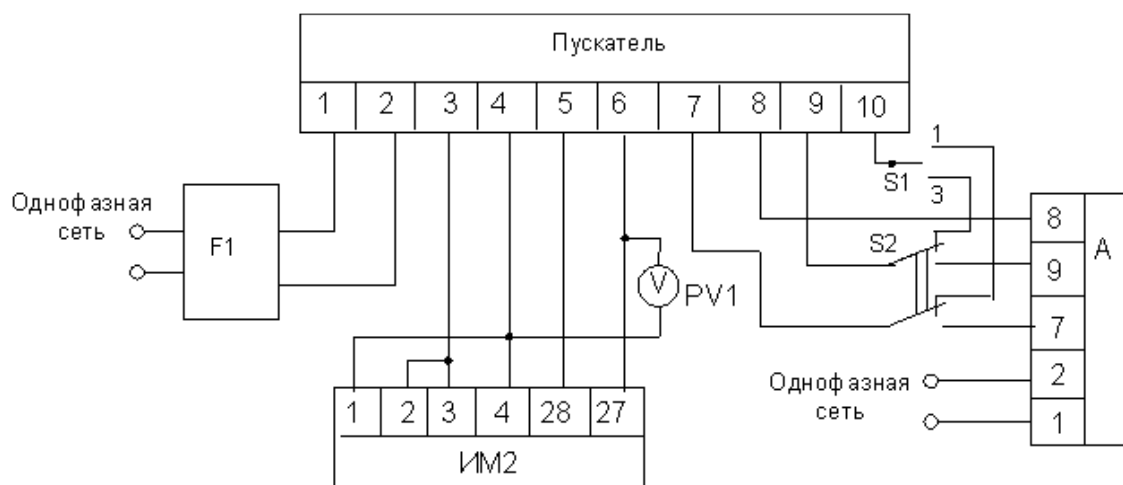 Пускатель
1 2 3 4 5 6 7 8 9 10
1
S1
3
Однофазная
сеть
F1
8
А
S2
9
V
PV1
7
Однофазная
сеть
2
1
1 2 3 4 28 27
ИМ2